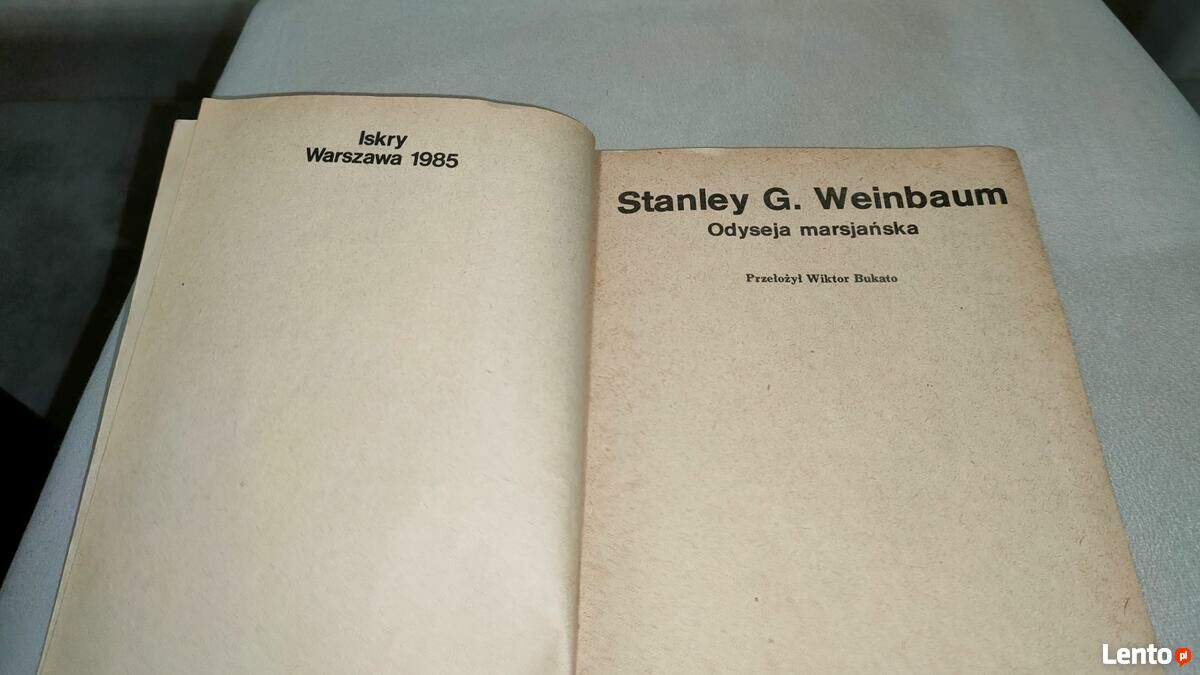 Iskry
Warszawa 1985
Stanley G. Weinbaum
Odyseja marsjańska
Przełożył Wiktor Bukato
Lento.pl